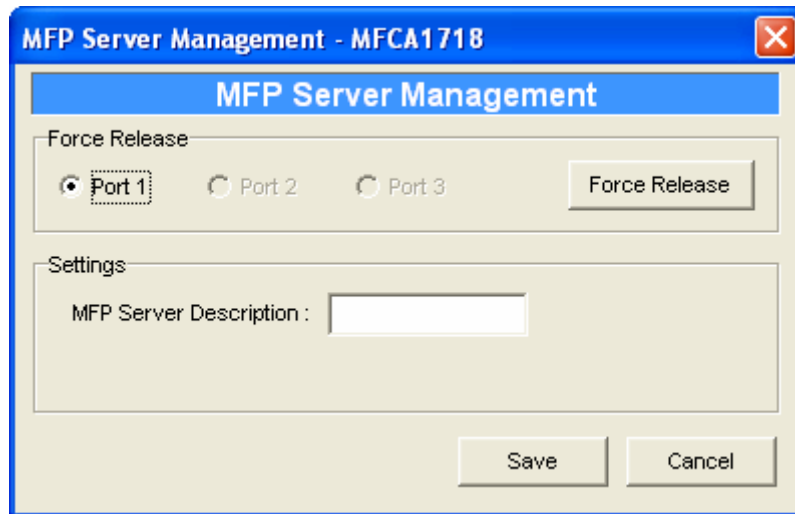 MFP Server Management - MFCA1718
MFP Server Management
Force Release
Port 1 Port 2 Port 3 Force Release
Settings
MFP Server Description :
Save Cancel